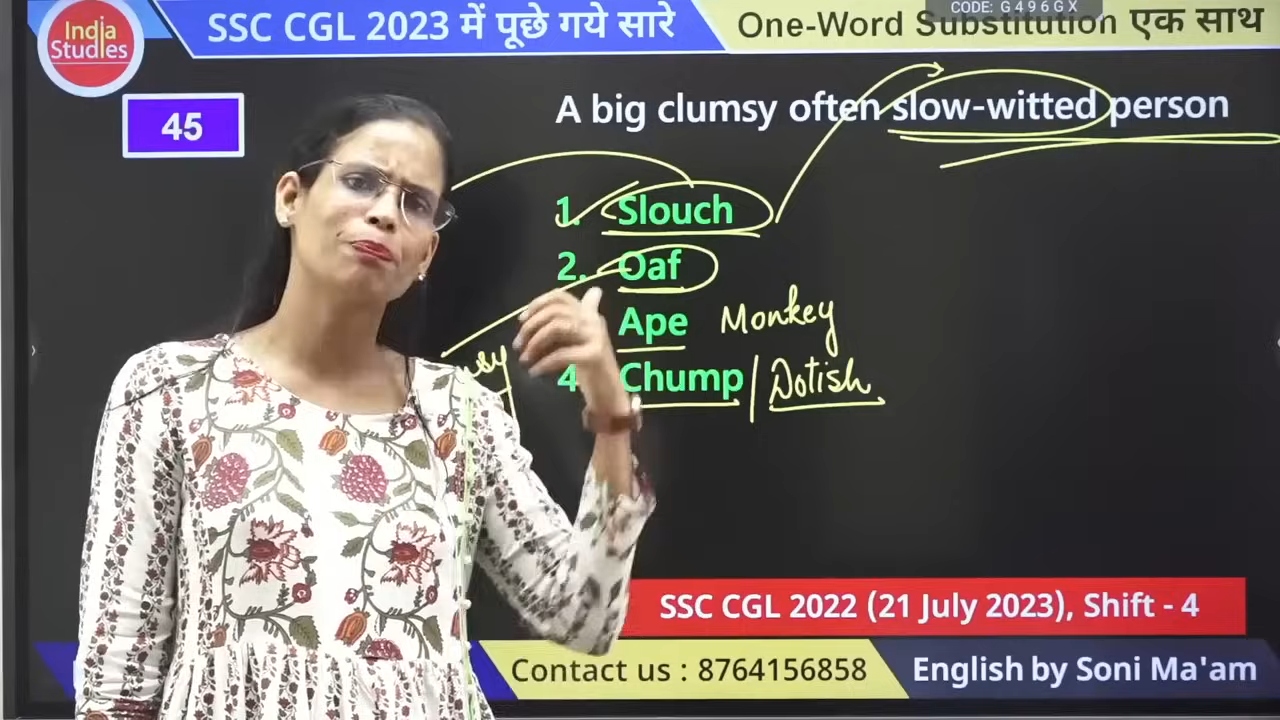 India
Studies
SSC CGL 2023 में पूछे गये सारे
One-Word Substitution एक साथ
CODE: G496GX
45
A big clumsy often slow-witted person
1. Slouch
2. Oaf
Ape Monkey
4 Chump / Dotish
SSC CGL 2022 (21 July 2023), Shift - 4
Contact us : 8764156858
English by Soni Ma'am